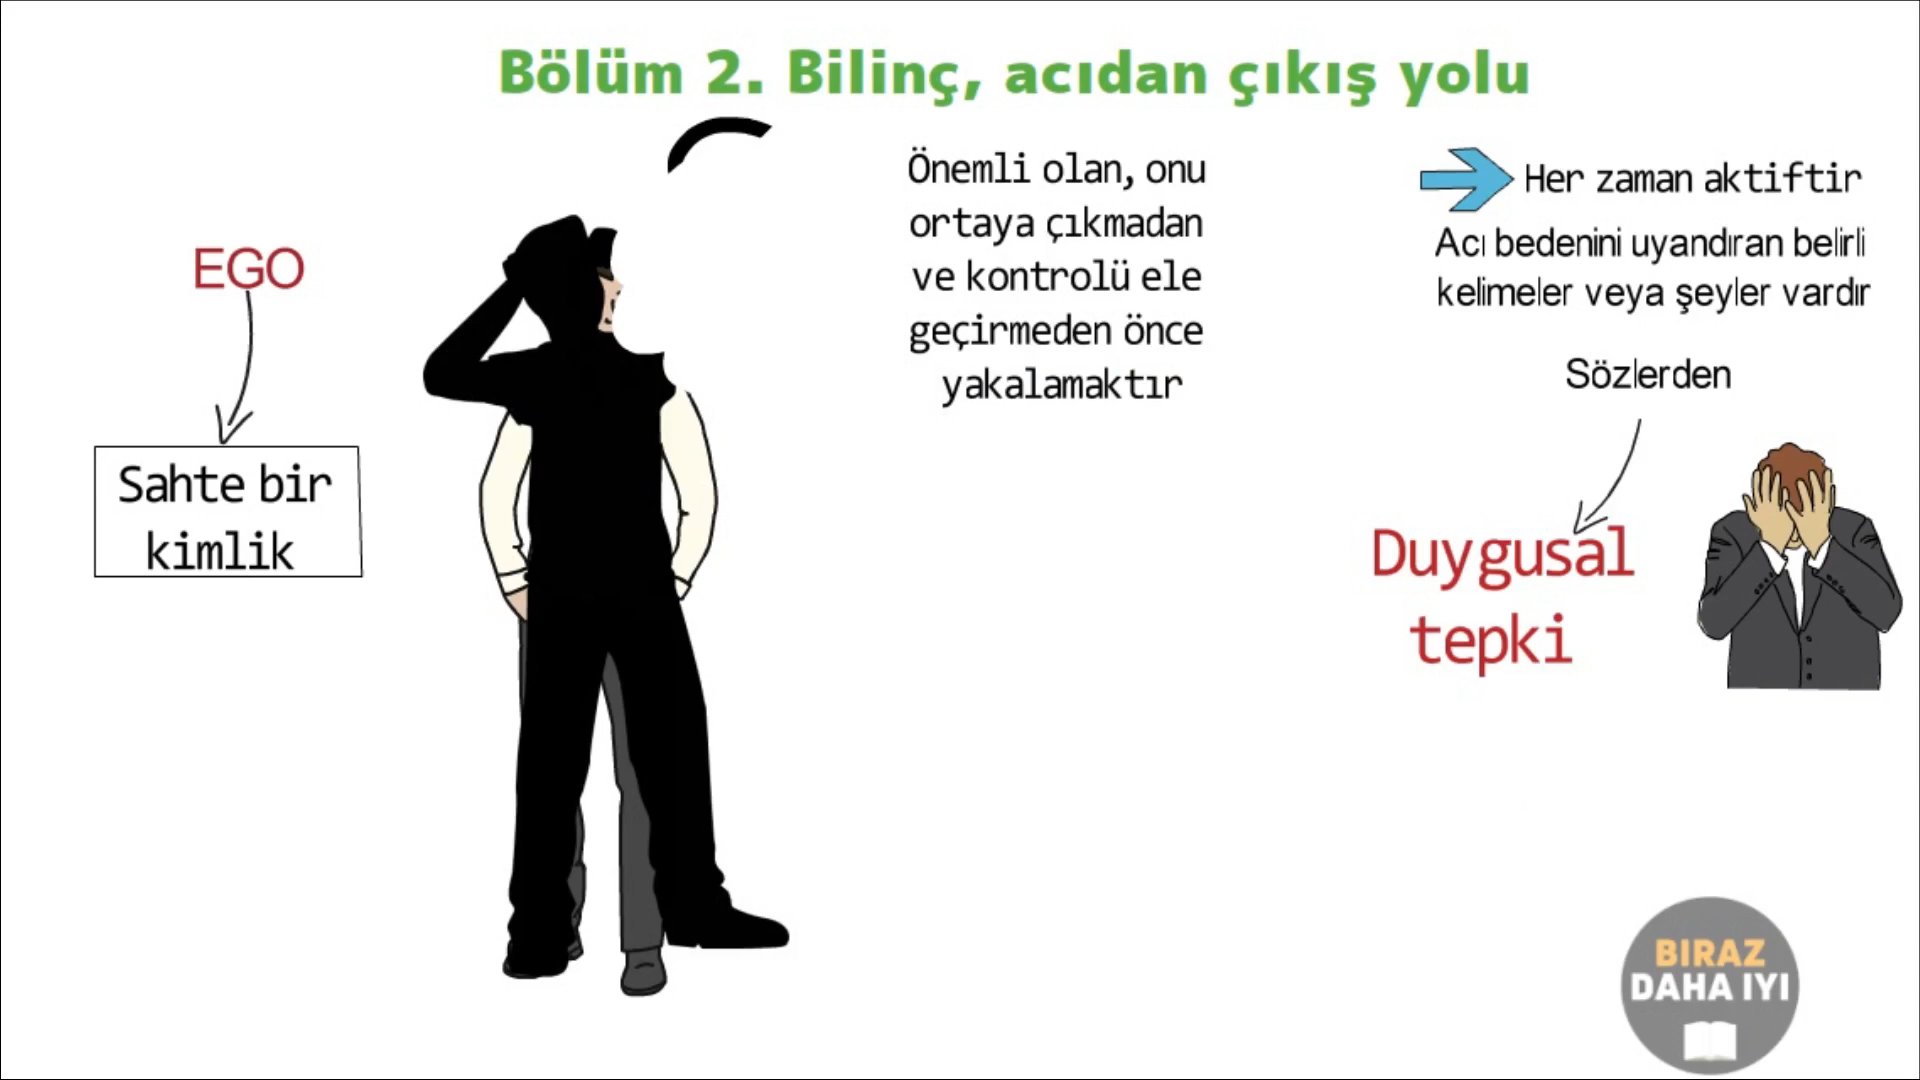 Bölüm 2. Bilinç, acıdan çıkış yolu
EGO
Sahte bir
kimlik
Önemli olan, onu
ortaya çıkmadan
ve kontrolü ele
geçirmeden önce
yakalamaktır
Her zaman aktiftir
Acı bedenini uyandıran belirli
kelimeler veya şeyler vardır
Sözlerden
Duygusal
tepki
BIRAZ
DAHA IYI